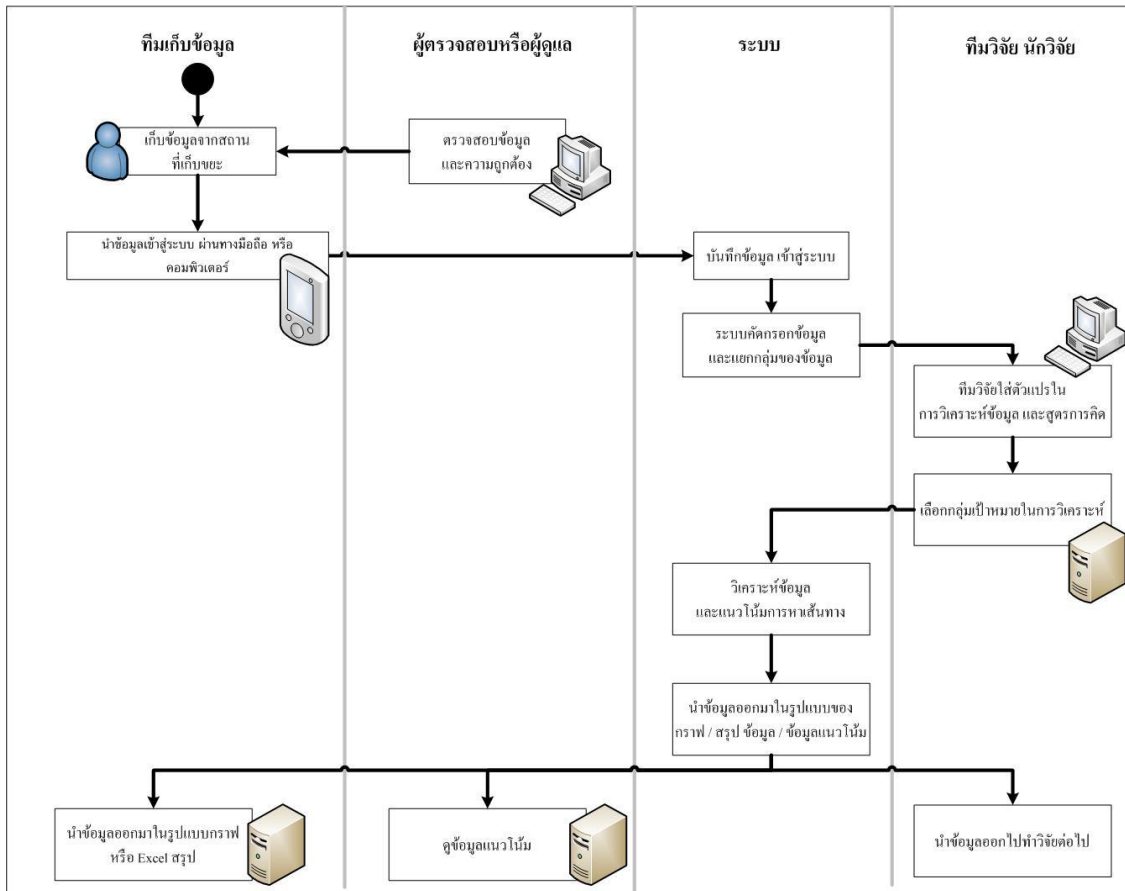 ทีมเก็บข้อมูล
ผู้ตรวจสอบหรือผู้ดูแล
ระบบ
ทีมวิจัย นักวิจัย
เก็บข้อมูลจากสถาน
ที่เก็บขยะ
ตรวจสอบข้อมูล
และความถูกต้อง
นำข้อมูลเข้าสู่ระบบ ผ่านทางมือถือ หรือ
คอมพิวเตอร์
บันทึกข้อมูล เข้าสู่ระบบ
ระบบคัดกรอกข้อมูล
และแยกกลุ่มของข้อมูล
ทีมวิจัยใส่ตัวแปรใน
การวิเคราะห์ข้อมูล และสูตรการคิด
เลือกกลุ่มเป้าหมายในการวิเคราะห์
วิเคราะห์ข้อมูล
และแนวโน้มการหาเส้นทาง
นำข้อมูลออกมาในรูปแบบของ
กราฟ / สรุป ข้อมูล / ข้อมูลแนวโน้ม
นำข้อมูลออกมาในรูปแบบกราฟ
หรือ Excel สรุป
ดูข้อมูลแนวโน้ม
นำข้อมูลออกไปทำวิจัยต่อไป